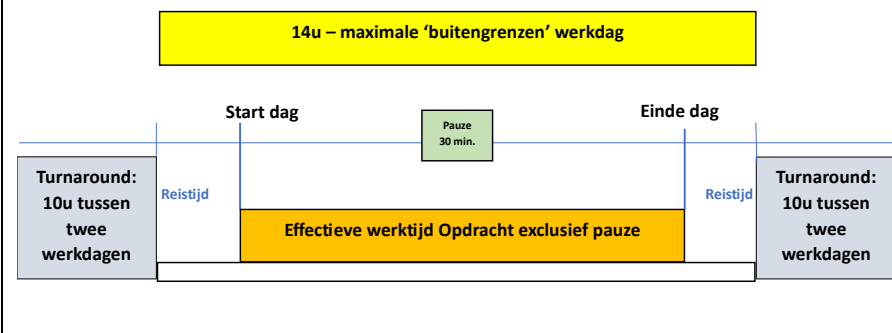 14u – maximale ‘buitengrenzen’ werkdag
Start dag
Einde dag
Pauze
30 min.
Turnaround:
10u tussen
twee
werkdagen
Reistijd
Effectieve werktijd Opdracht exclusief pauze
Reistijd
Turnaround:
10u tussen
twee
werkdagen